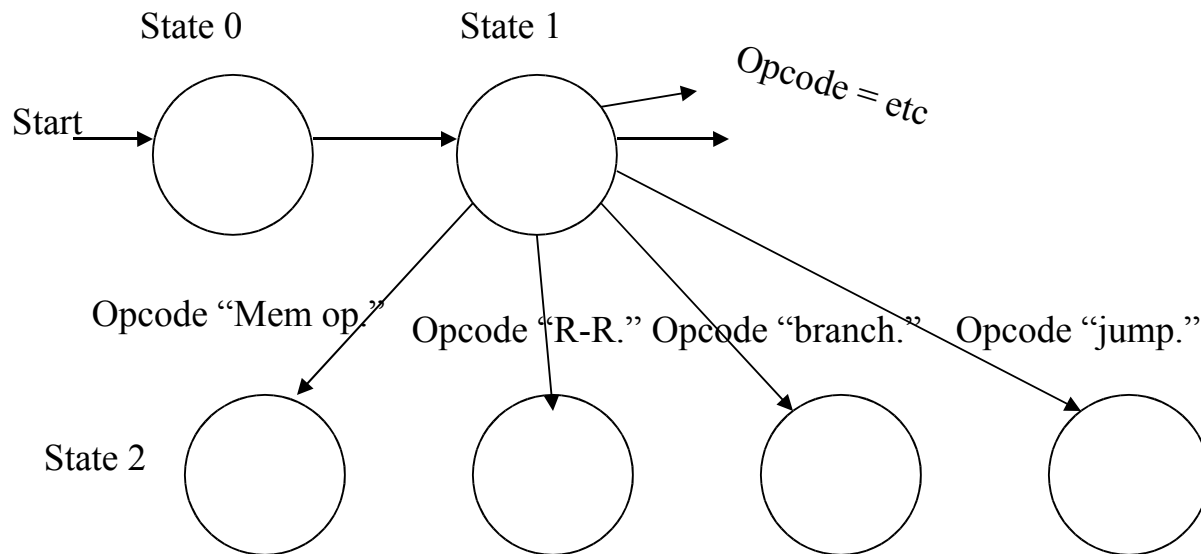 State 0
State 1
Opcode = etc
Start
Opcode “Mem op.”
Opcode “R-R.”
Opcode “branch.”
Opcode “jump.”
State 2